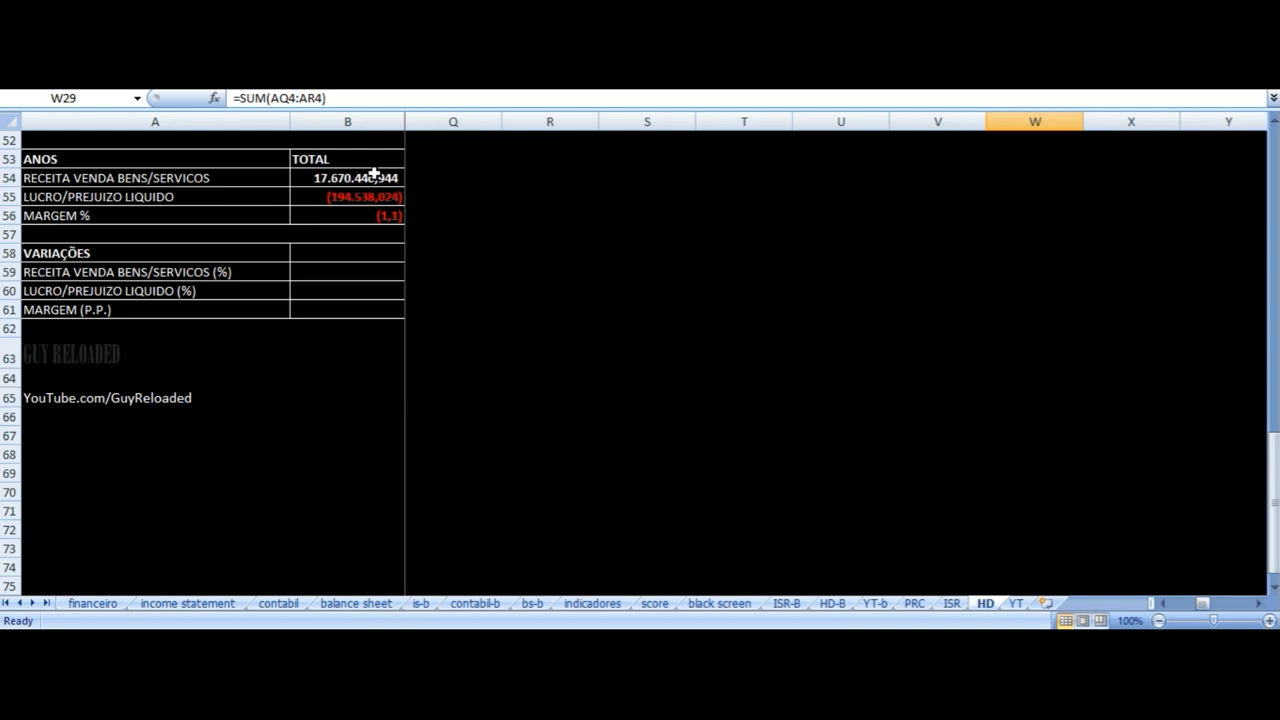 W29 =SUM(AQ4:AR4)
A B Q R S T U V W X Y
52
53 ANOS TOTAL
54 RECEITA VENDA BENS/SERVICOS
55 LUCRO/PREJUIZO LIQUIDO (194.538,024)
56 MARGEM % (1,1)
57
58 VARIAÇÕES
59 RECEITA VENDA BENS/SERVICOS (%)
60 LUCRO/PREJUIZO LIQUIDO (%)
61 MARGEM (P.P.)
62
63 GUY RELOADED
64
65 YouTube.com/GuyReloaded
66
67
68
69
70
71
72
73
74
75
financeiro income statement contabil balance sheet is-b contabil-b bs-b indicadores score black screen ISR-B HD-B YT-b PRC ISR HD YT
Ready 100%